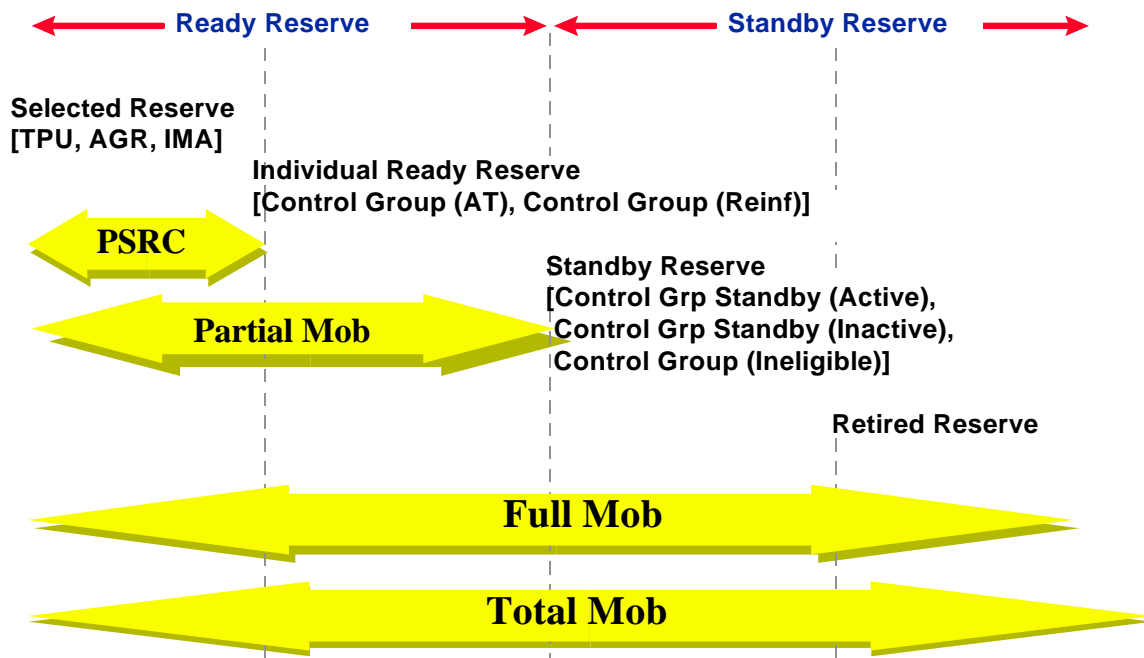 Ready Reserve
Standby Reserve
Selected Reserve
[TPU, AGR, IMA]
Individual Ready Reserve
[Control Group (AT), Control Group (Reinf)]
PSRC
Standby Reserve
[Control Grp Standby (Active),
Control Grp Standby (Inactive),
Control Group (Ineligible)]
Partial Mob
Retired Reserve
Full Mob
Total Mob